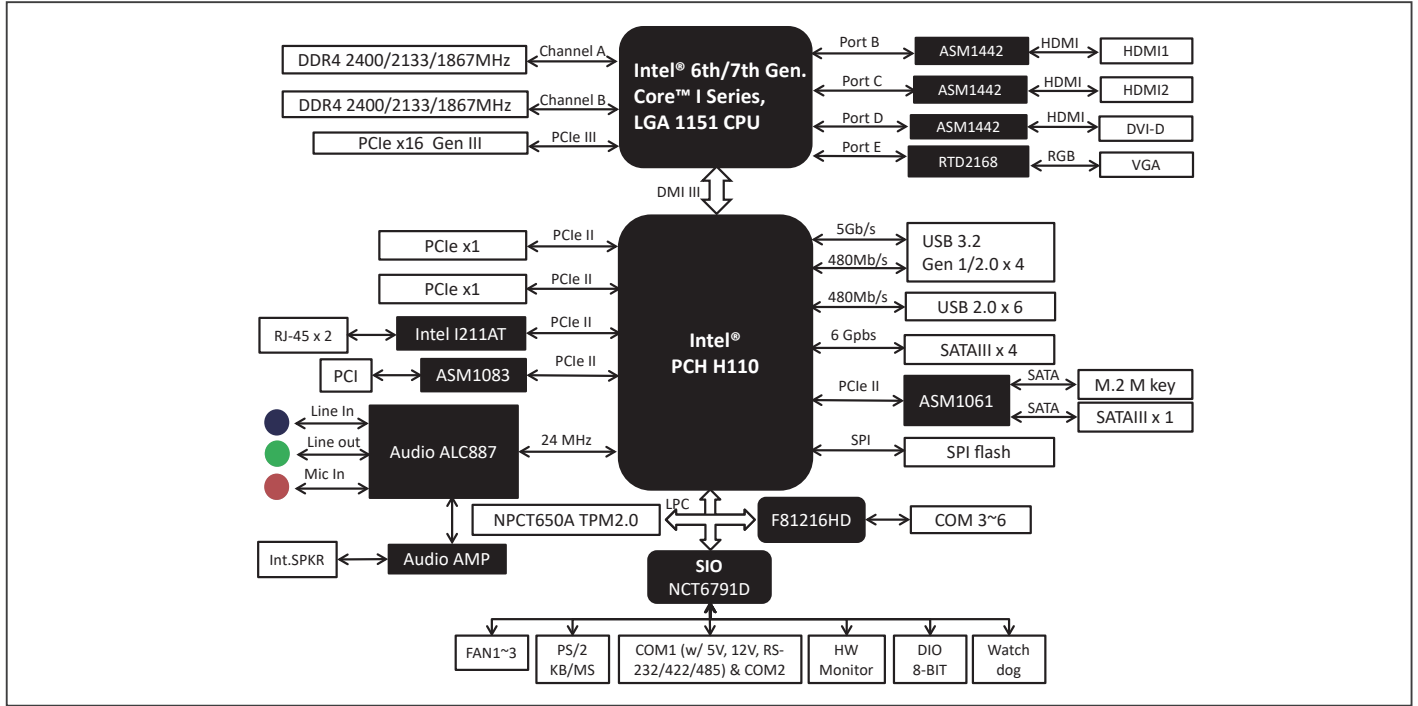 DDR4 2400/2133/1867MHz
Channel A
DDR4 2400/2133/1867MHz
Channel B
PCIe x16 Gen III
PCIe III
Intel® 6th/7th Gen.
Core™ I Series,
LGA 1151 CPU
Port B
ASM1442
HDMI
HDMI1
Port C
ASM1442
HDMI
HDMI2
Port D
ASM1442
HDMI
DVI-D
Port E
RTD2168
RGB
VGA
DMI III
PCIe x1
PCIe II
PCIe x1
PCIe II
RJ-45 x 2
Intel I211AT
PCIe II
PCI
ASM1083
PCIe II
Line In
Line out
Mic In
Audio ALC887
24 MHz
Int.SPKR
Audio AMP
Intel®
PCH H110
5Gb/s
480Mb/s
USB 3.2
Gen 1/2.0 x 4
480Mb/s
USB 2.0 x 6
6 Gpbs
SATAIII x 4
PCIe II
ASM1061
SATA
M.2 M key
SATA
SATAIII x 1
SPI
SPI flash
NPCT650A TPM2.0
LPC
F81216HD
COM 3~6
SIO
NCT6791D
FAN1~3
PS/2
KB/MS
COM1 (w/ 5V, 12V, RS-
232/422/485) & COM2
HW
Monitor
DIO
8-BIT
Watch
dog